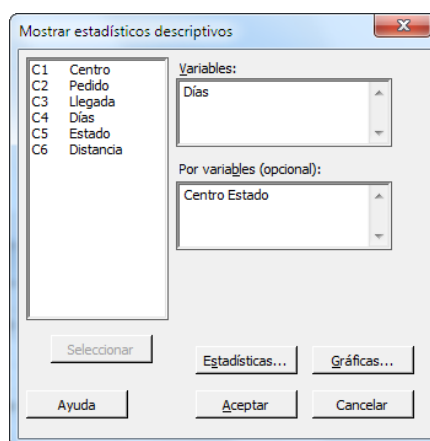 Mostrar estadísticos descriptivos
C1 Centro
C2 Pedido
C3 Llegada
C4 Días
C5 Estado
C6 Distancia
Variables:
Días
Por variables (opcional):
Centro Estado
Seleccionar
Estadísticas...
Gráficas...
Ayuda
Aceptar
Cancelar